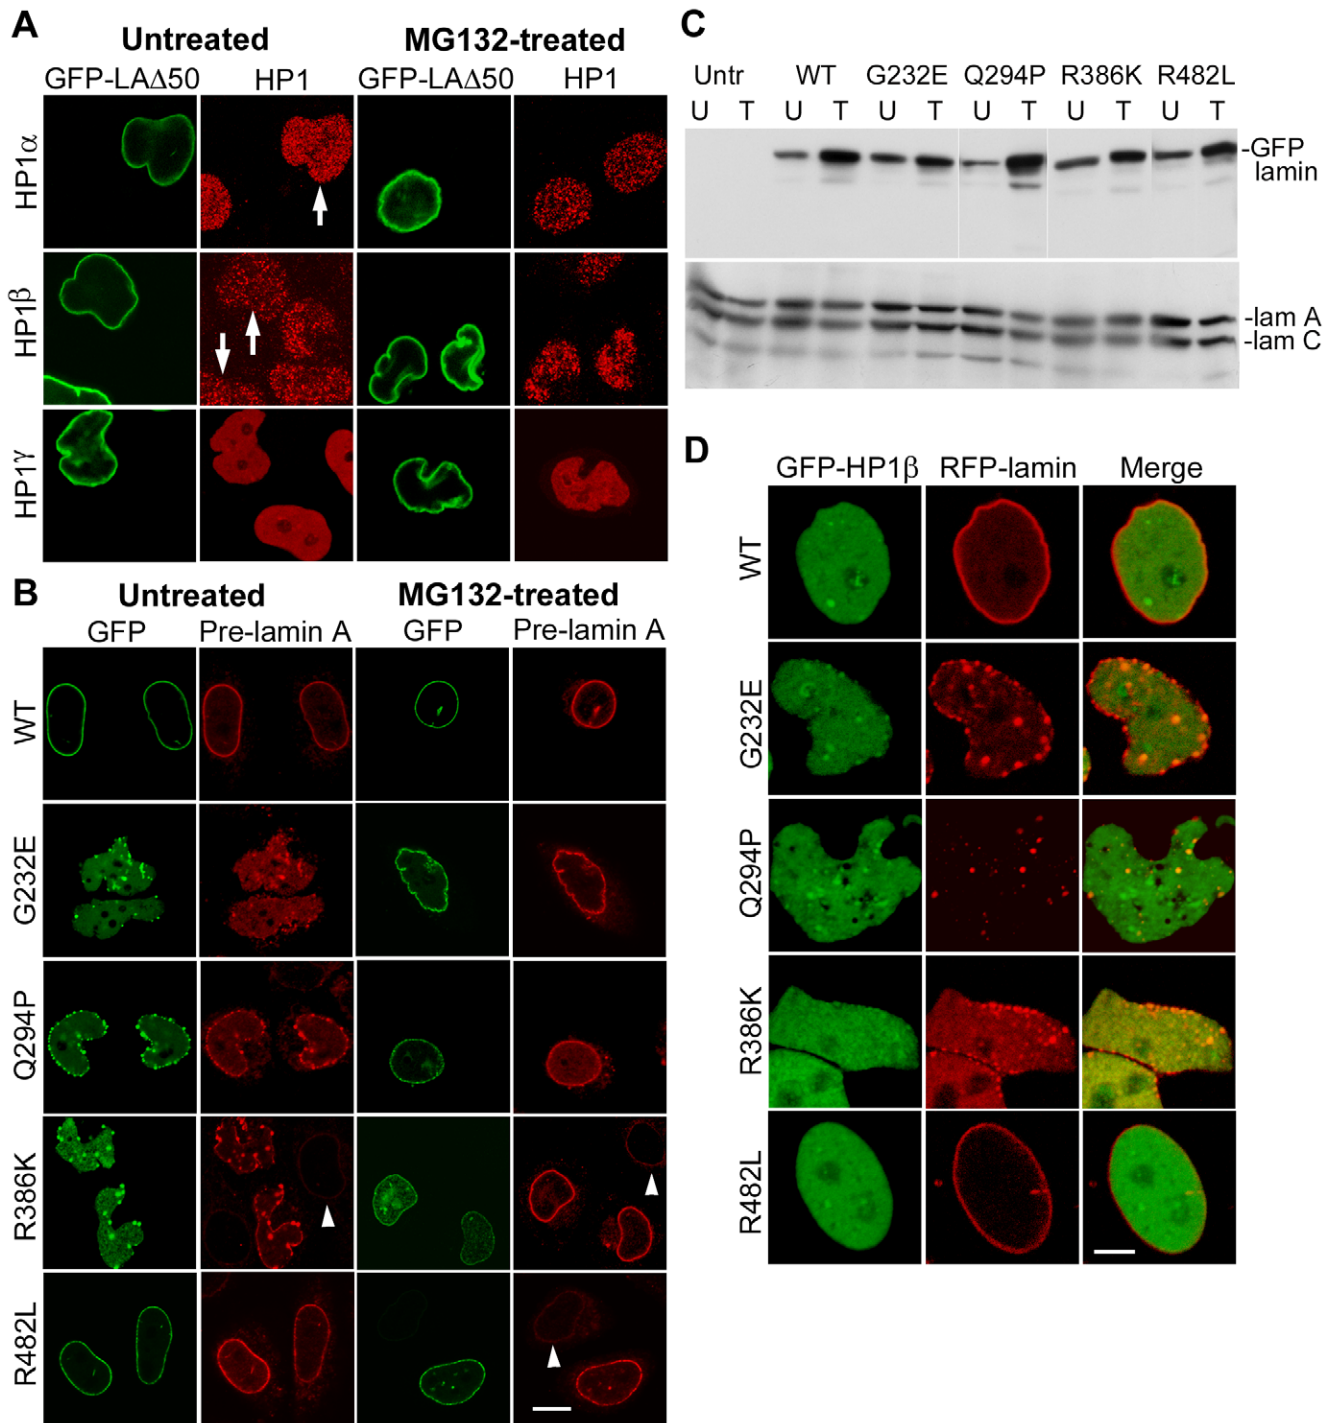 A
Untreated MG132-treated
GFP-LAΔ50 HP1 GFP-LAΔ50 HP1
HP1α
HP1β
HP1γ
B
Untreated MG132-treated
GFP Pre-lamin A GFP Pre-lamin A
WT
G232E
Q294P
R386K
R482L
C
Untr WT G232E Q294P R386K R482L
U T U T U T U T U T U T
-GFP
lamin
-lam A
-lam C
D
GFP-HP1β RFP-lamin Merge
WT
G232E
Q294P
R386K
R482L